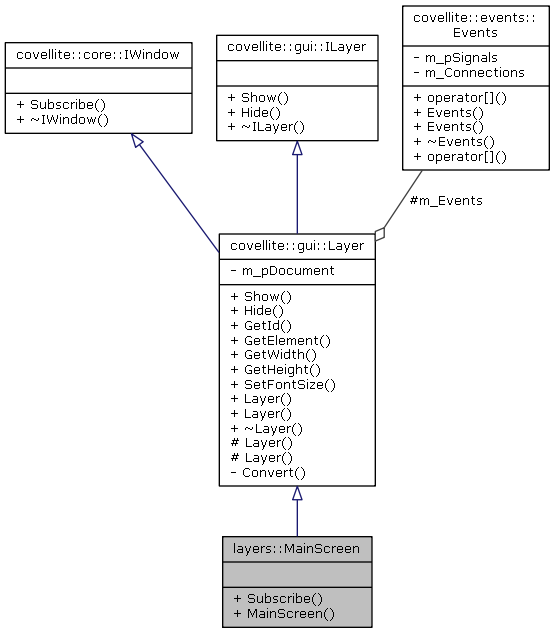 covellite::core::IWindow
+ Subscribe()
+ ~IWindow()
covellite::gui::ILayer
+ Show()
+ Hide()
+ ~ILayer()
covellite::events::
Events
- m_pSignals
- m_Connections
+ operator[]()
+ Events()
+ Events()
+ ~Events()
+ operator[]()
#m_Events
covellite::gui::Layer
- m_pDocument
+ Show()
+ Hide()
+ GetId()
+ GetElement()
+ GetWidth()
+ GetHeight()
+ SetFontSize()
+ Layer()
+ Layer()
+ ~Layer()
# Layer()
# Layer()
- Convert()
layers::MainScreen
+ Subscribe()
+ MainScreen()